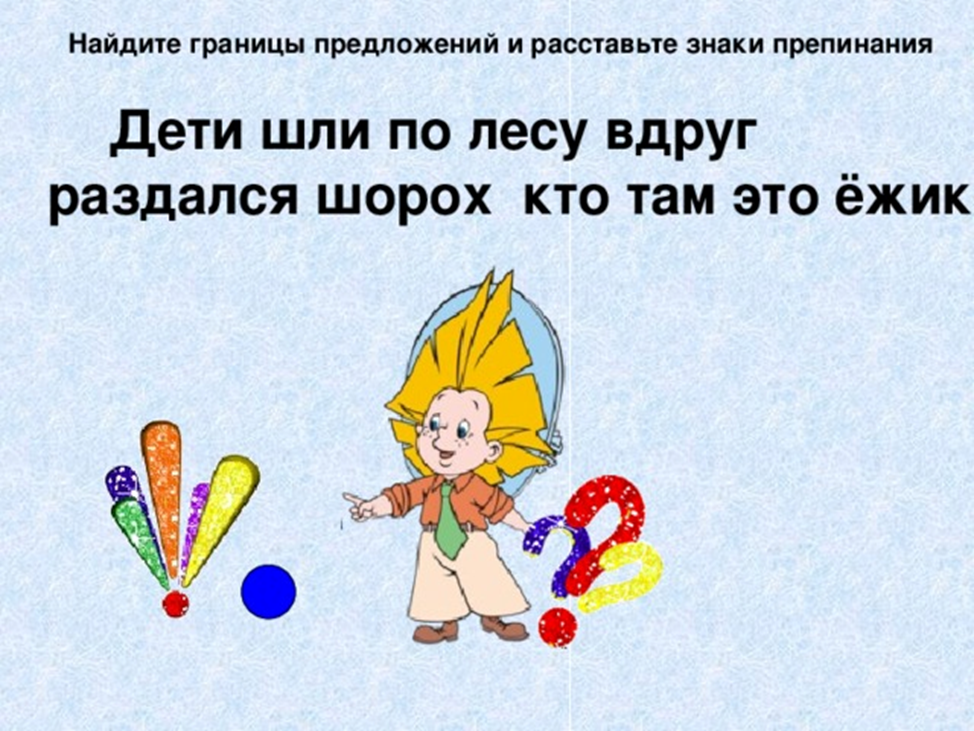 Найдите границы предложений и расставьте знаки препинания
Дети шли по лесу вдруг
раздался шорох кто там это ёжик